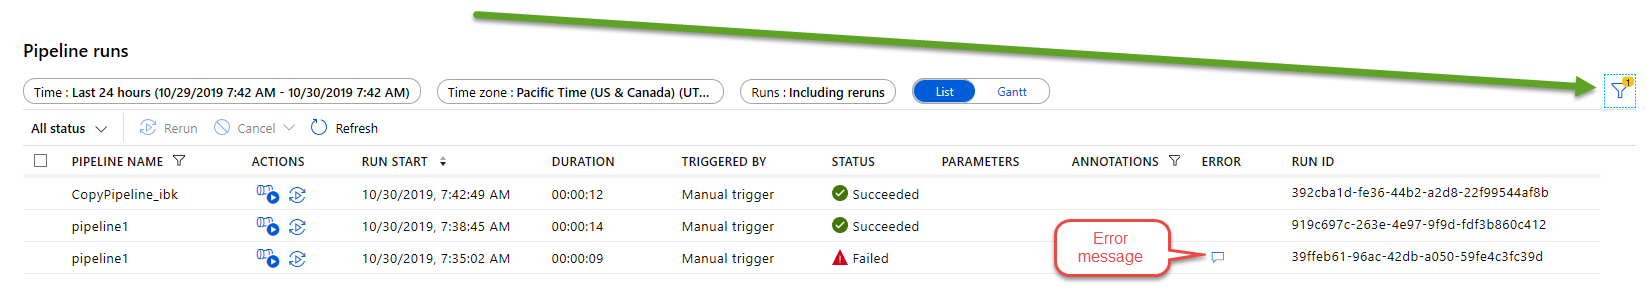 Pipeline runs
1
Time : Last 24 hours (10/29/2019 7:42 AM - 10/30/2019 7:42 AM) Time zone : Pacific Time (US & Canada) (UT... Runs : Including reruns List Gantt
All status Rerun Cancel Refresh
PIPELINE NAME ACTIONS RUN START DURATION TRIGGERED BY STATUS PARAMETERS ANNOTATIONS ERROR RUN ID
CopyPipeline_ibk 10/30/2019, 7:42:49 AM 00:00:12 Manual trigger Succeeded 392cba1d-fe36-44b2-a2d8-22f99544af8b
pipeline1 10/30/2019, 7:38:45 AM 00:00:14 Manual trigger Succeeded 919c697c-263e-4e97-9f9d-fdf3b860c412
pipeline1 10/30/2019, 7:35:02 AM 00:00:09 Manual trigger Failed 39ffeb61-96ac-42db-a050-59fe4c3fc39d
Error
message